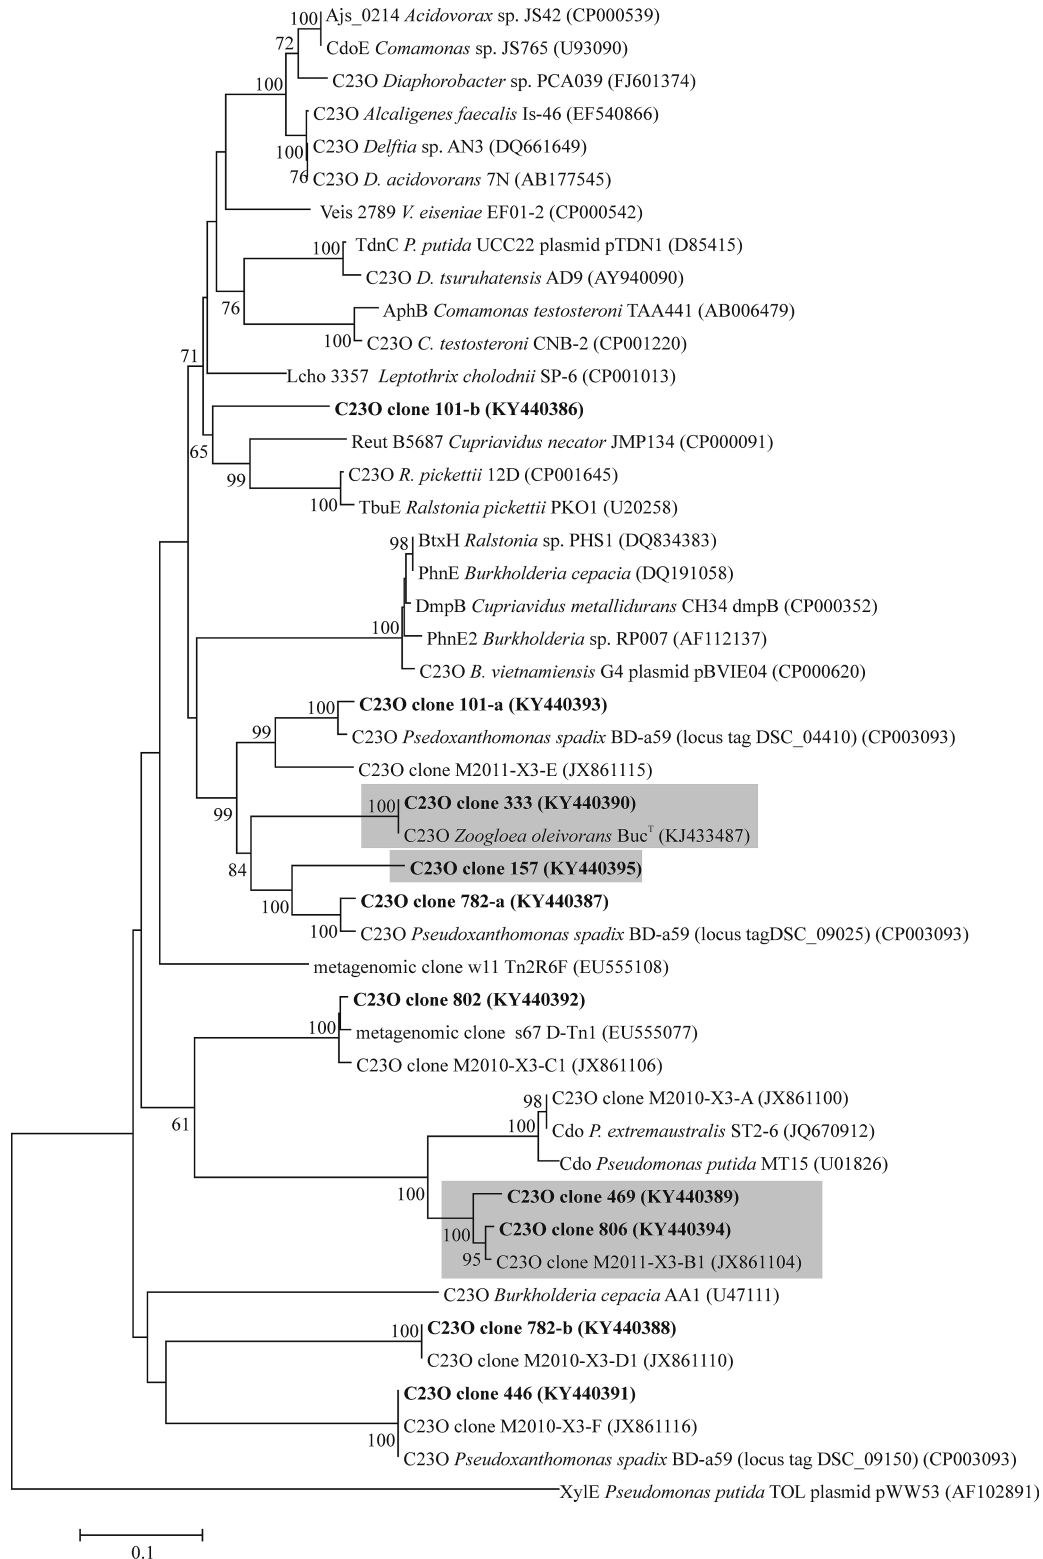 100 Ajs_0214 Acidovorax sp. JS42 (CP000539)
72
CdoE Comamonas sp. JS765 (U93090)
C23O Diaphorobacter sp. PCA039 (FJ601374)
100
C23O Alcaligenes faecalis Is-46 (EF540866)
100 C23O Delftia sp. AN3 (DQ661649)
76 C23O D. acidovorans 7N (AB177545)
Veis 2789 V. eiseniae EF01-2 (CP000542)
100 TdnC P. putida UCC22 plasmid pTDN1 (D85415)
C23O D. tsuruhatensis AD9 (AY940090)
76
AphB Comamonas testosteroni TAA441 (AB006479)
100 C23O C. testosteroni CNB-2 (CP001220)
71
Lcho 3357 Leptothrix cholodnii SP-6 (CP001013)
C23O clone 101-b (KY440386)
65
Reut B5687 Cupriavidus necator JMP134 (CP000091)
99
C23O R. pickettii 12D (CP001645)
100 TbuE Ralstonia pickettii PKO1 (U20258)
98 BtxH Ralstonia sp. PHS1 (DQ834383)
PhnE Burkholderia cepacia (DQ191058)
DmpB Cupriavidus metallidurans CH34 dmpB (CP000352)
100
PhnE2 Burkholderia sp. RP007 (AF112137)
C23O B. vietnamiensis G4 plasmid pBVIE04 (CP000620)
100 C23O clone 101-a (KY440393)
99
C23O Psedoxanthomonas spadix BD-a59 (locus tag DSC_04410) (CP003093)
C23O clone M2011-X3-E (JX861115)
99
100 C23O clone 333 (KY440390)
C23O Zoogloea oleivorans BucT (KJ433487)
84
C23O clone 157 (KY440395)
100
C23O clone 782-a (KY440387)
100 C23O Pseudoxanthomonas spadix BD-a59 (locus tagDSC_09025) (CP003093)
metagenomic clone w11 Tn2R6F (EU555108)
C23O clone 802 (KY440392)
100
metagenomic clone s67 D-Tn1 (EU555077)
C23O clone M2010-X3-C1 (JX861106)
61
98 C23O clone M2010-X3-A (JX861100)
100
Cdo P. extremaustralis ST2-6 (JQ670912)
Cdo Pseudomonas putida MT15 (U01826)
100
C23O clone 469 (KY440389)
100
C23O clone 806 (KY440394)
95 C23O clone M2011-X3-B1 (JX861104)
C23O Burkholderia cepacia AA1 (U47111)
100 C23O clone 782-b (KY440388)
C23O clone M2010-X3-D1 (JX861110)
C23O clone 446 (KY440391)
C23O clone M2010-X3-F (JX861116)
100
C23O Pseudoxanthomonas spadix BD-a59 (locus tag DSC_09150) (CP003093)
XylE Pseudomonas putida TOL plasmid pWW53 (AF102891)
0.1